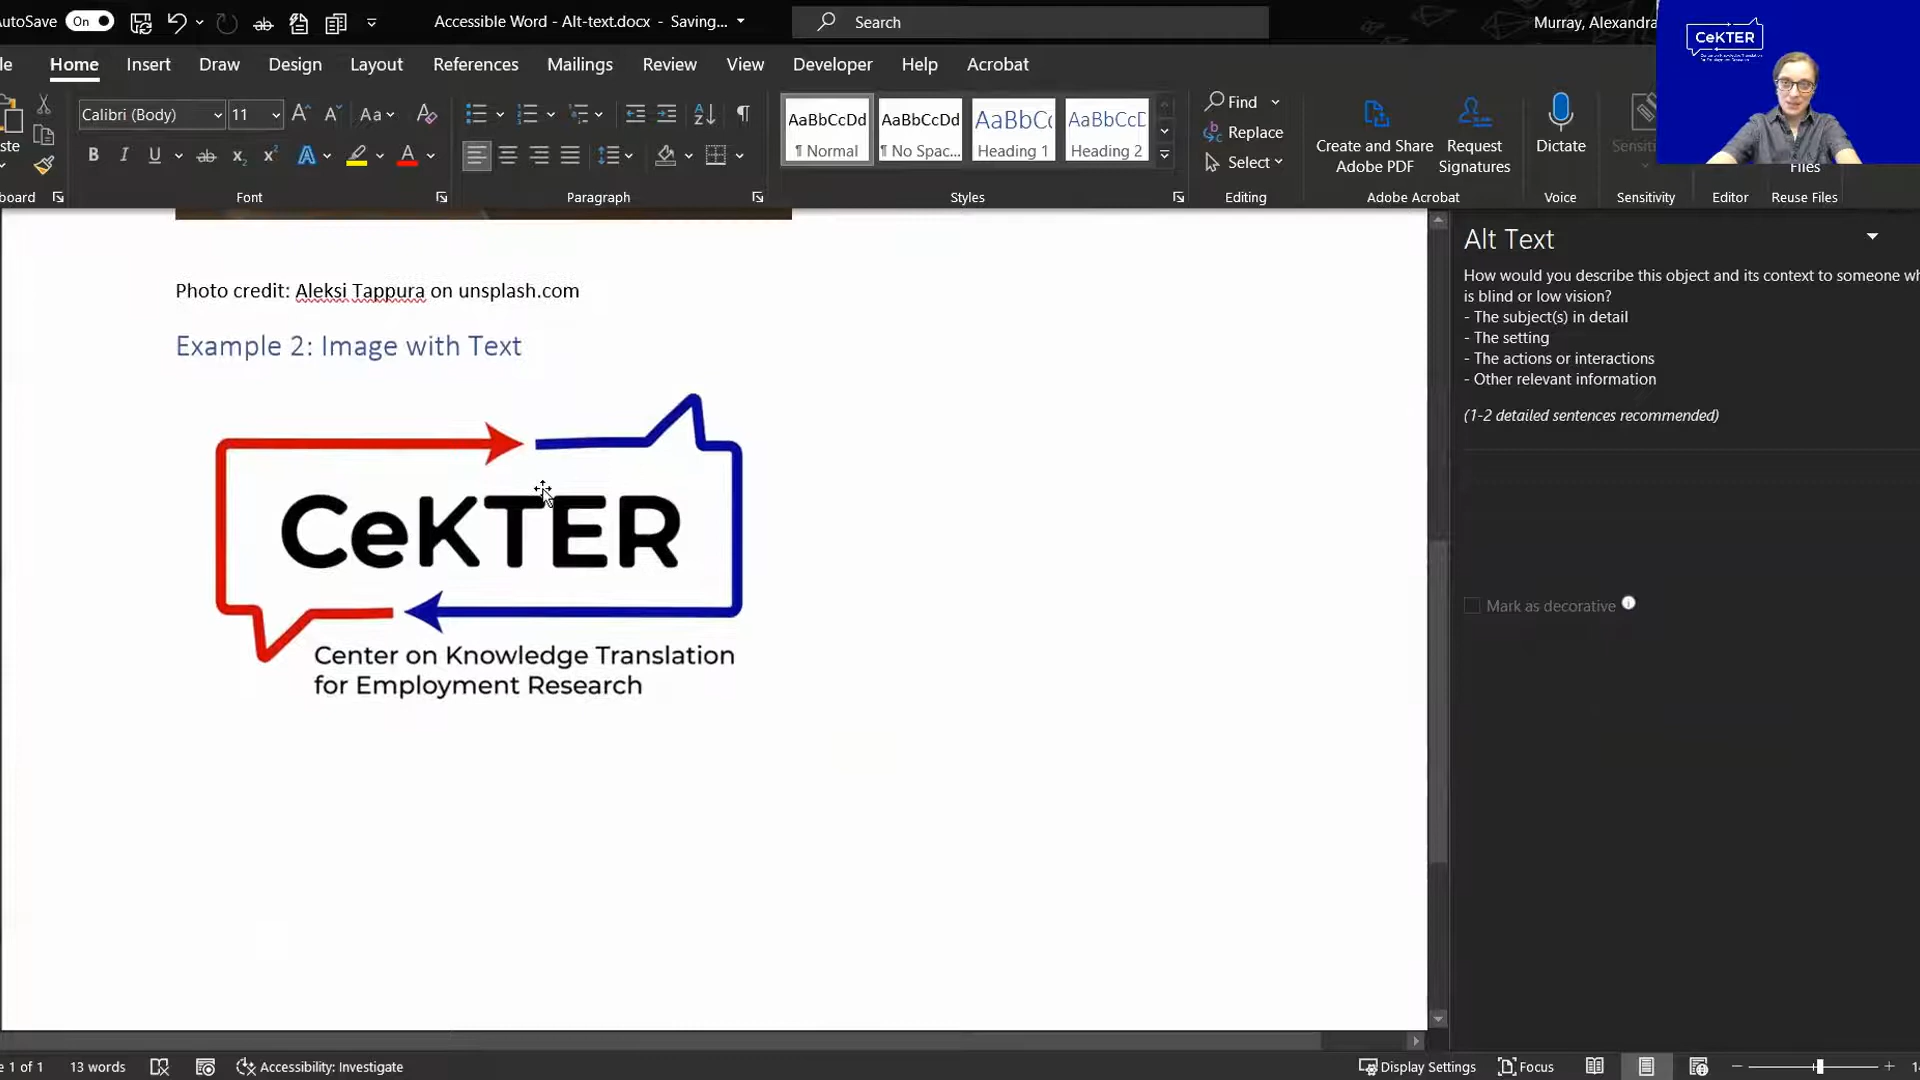 AutoSave On Accessible Word - Alt-text.docx - Saving... Search Murray, Alexandra
Home Insert Draw Design Layout References Mailings Review View Developer Help Acrobat
Calibri (Body) 11 Aa
AaBbCcDd AaBbCcDd AaBbC AaBbCcD
¶ Normal ¶ No Spac... Heading 1 Heading 2
Find
Replace
Select
Create and Share Adobe PDF
Request Signatures
Dictate
Files
Font Paragraph Styles Editing Adobe Acrobat Voice Sensitivity Editor Reuse Files
CeKTER
Photo credit: Aleksi Tappura on unsplash.com
Example 2: Image with Text
CeKTER
Center on Knowledge Translation
for Employment Research
Alt Text
How would you describe this object and its context to someone
is blind or low vision?
- The subject(s) in detail
- The setting
- The actions or interactions
- Other relevant information
(1-2 detailed sentences recommended)
Mark as decorative
1 of 1 13 words Accessibility: Investigate Display Settings Focus